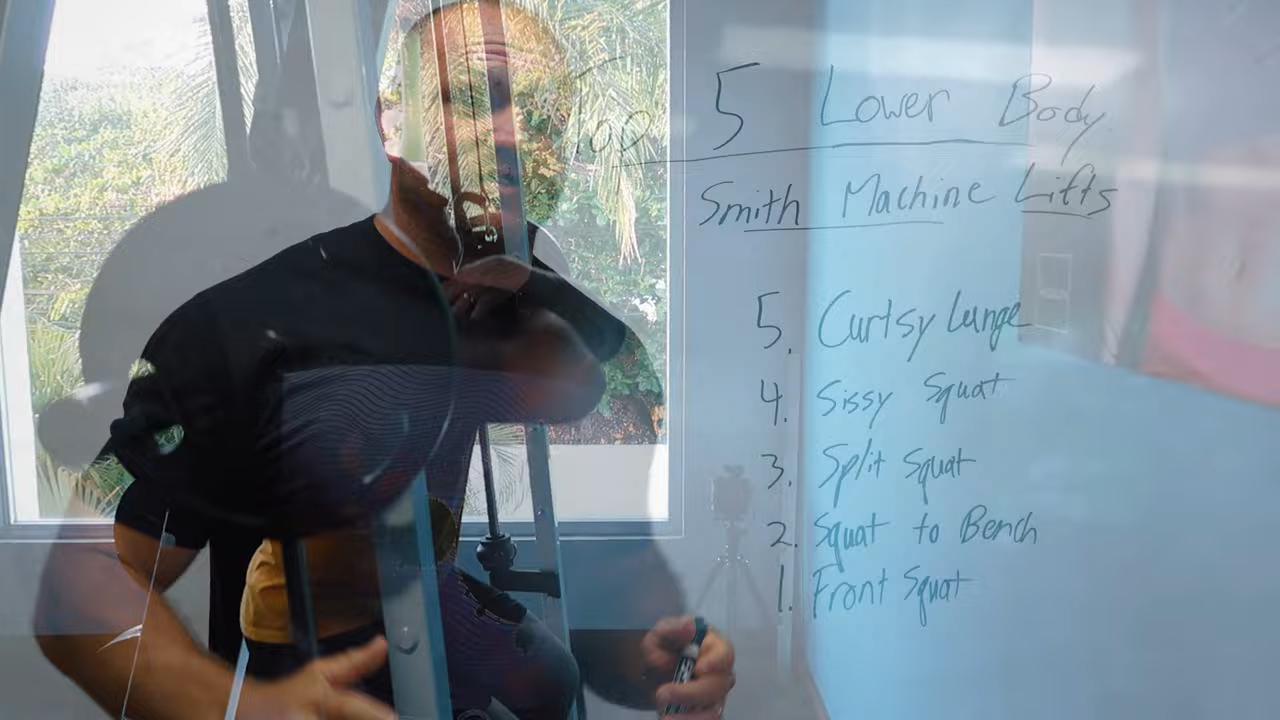 Top 5 Lower Body
Smith Machine Lifts
5. Curtsy Lunge
4. Sissy Squat
3. Split Squat
2. Squat to Bench
1. Front Squat